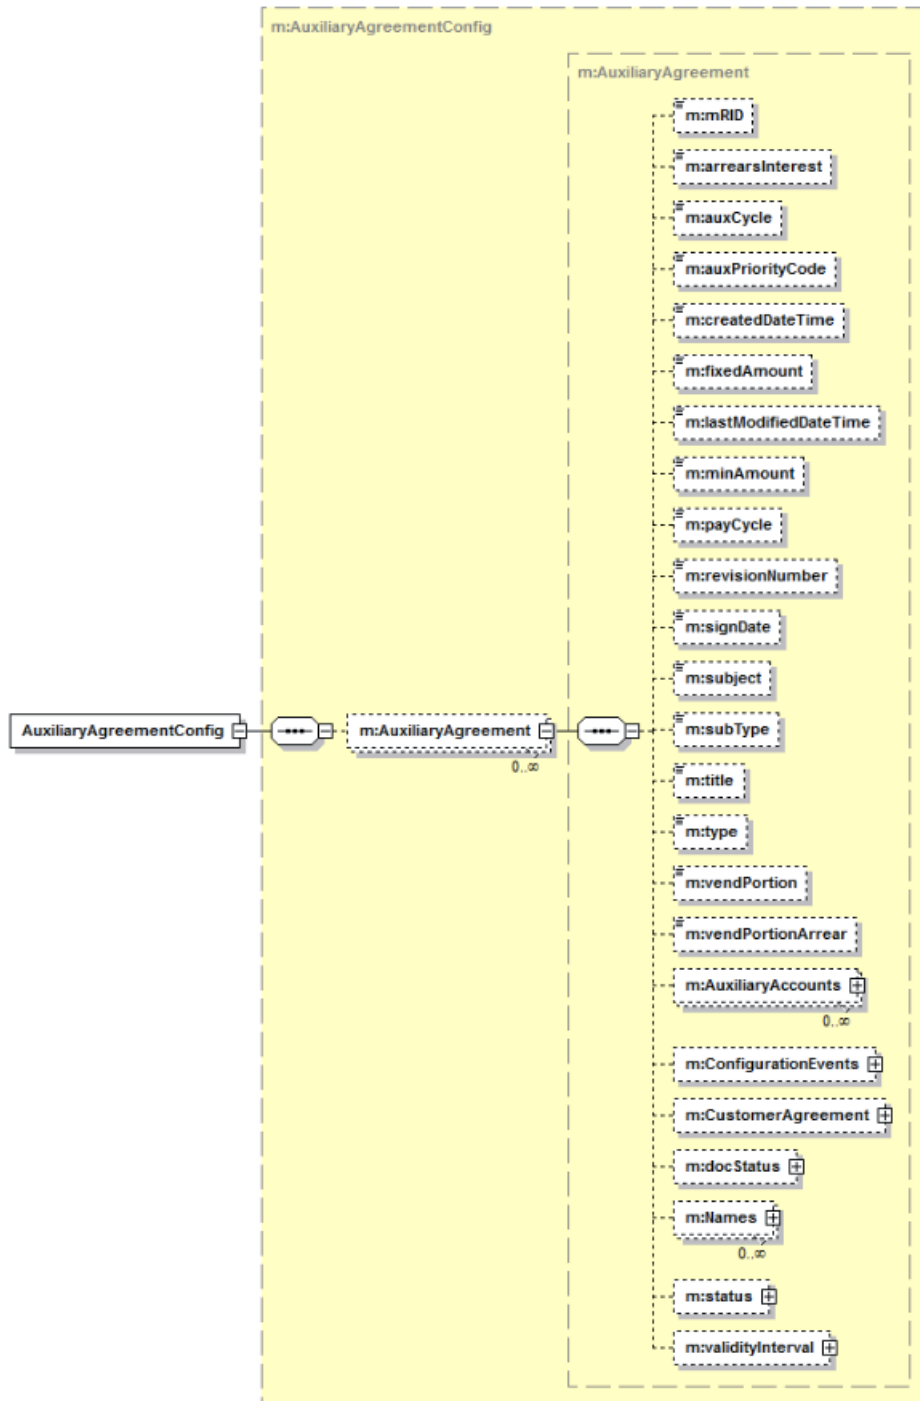 m:AuxiliaryAgreementConfig
m:AuxiliaryAgreement
m:mRID
m:arrearsInterest
m:auxCycle
m:auxPriorityCode
m:createdDateTime
m:fixedAmount
m:lastModifiedDateTime
m:minAmount
m:payCycle
m:revisionNumber
m:signDate
m:subject
AuxiliaryAgreementConfig
m:AuxiliaryAgreement
0..∞
m:subType
m:title
m:type
m:vendPortion
m:vendPortionArrear
m:AuxiliaryAccounts
0..∞
m:ConfigurationEvents
m:CustomerAgreement
m:docStatus
m:Names
0..∞
m:status
m:validityInterval